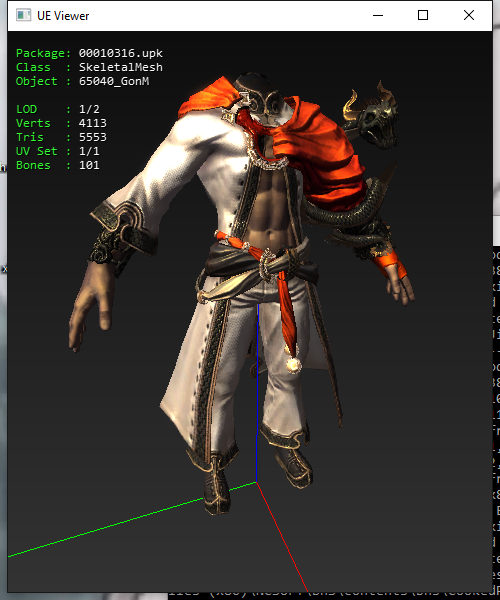 UE Viewer
Package: 00010316.upk
Class : SkeletalMesh
Object : 65040_GonM
LOD : 1/2
Verts : 4113
Tris : 5553
UV Set : 1/1
Bones : 101